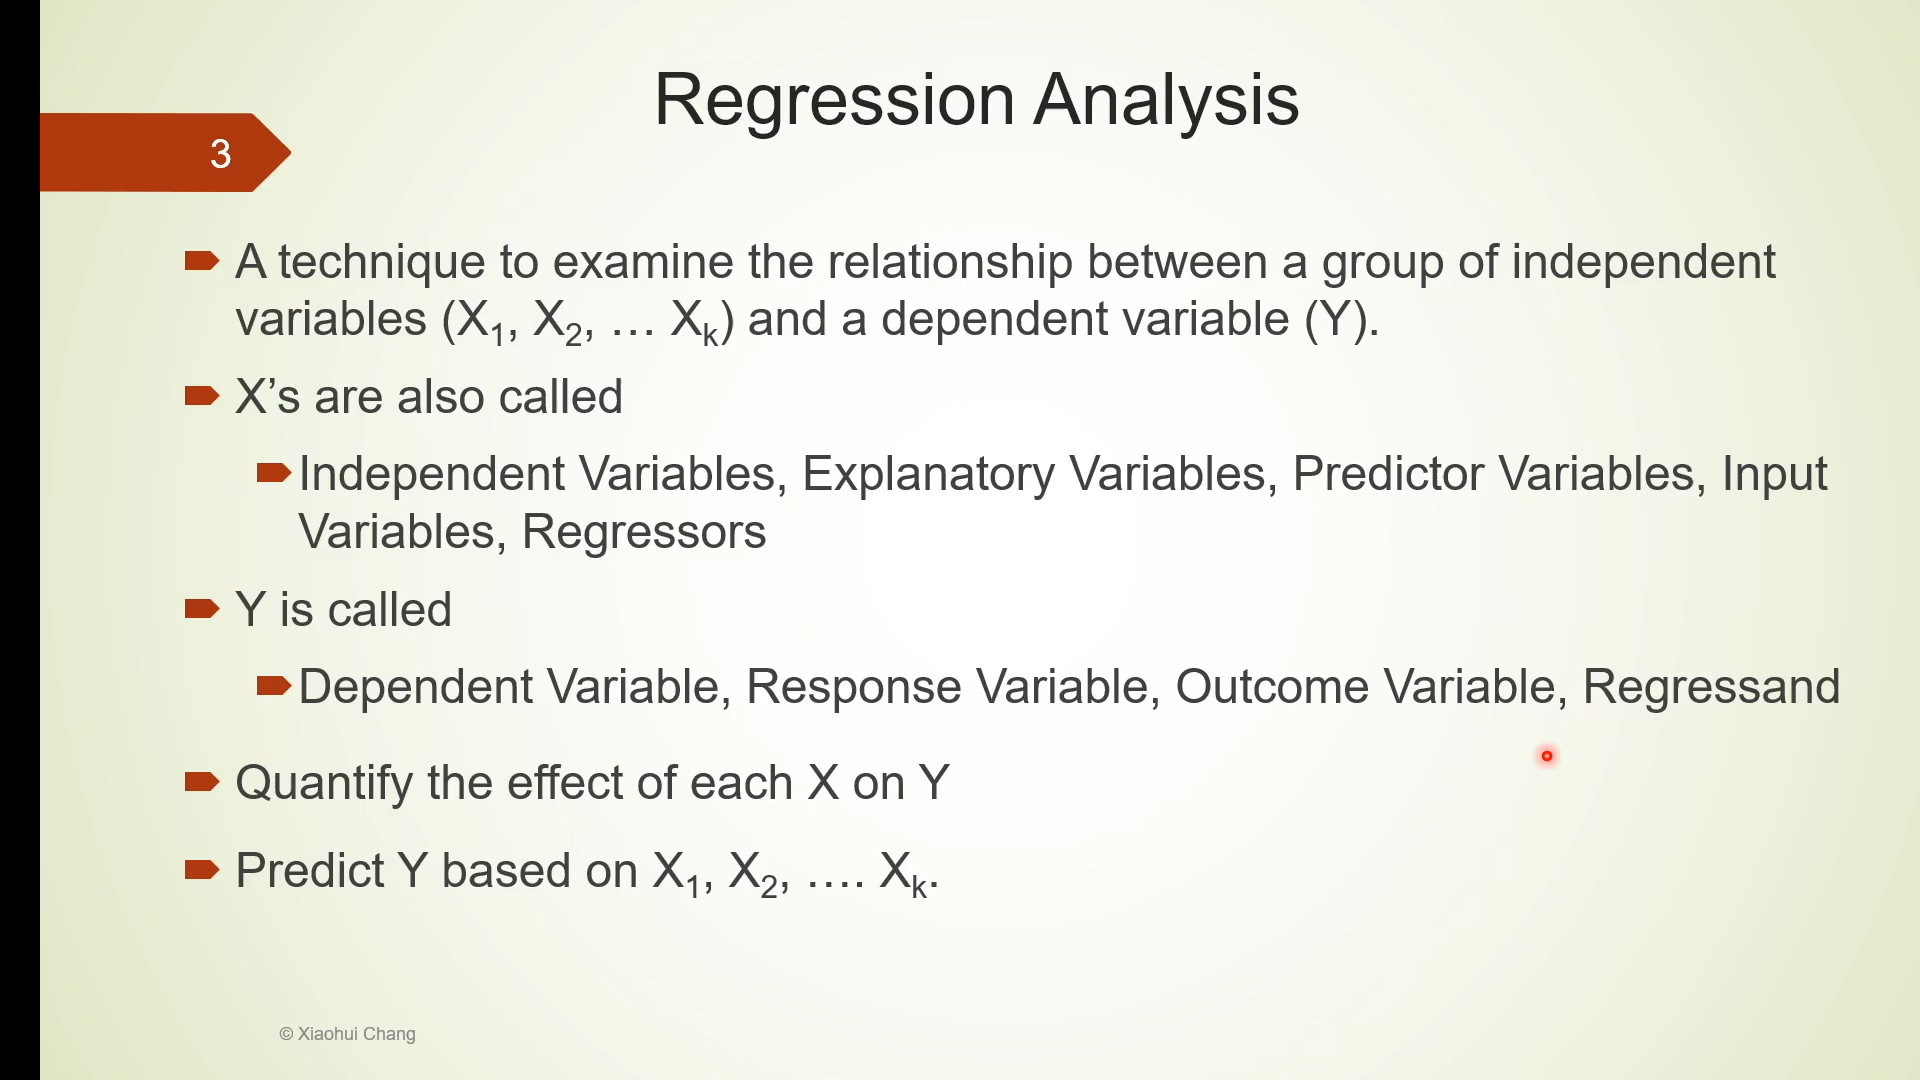 Regression Analysis
3
A technique to examine the relationship between a group of independent
variables (X₁, X₂, … Xₖ) and a dependent variable (Y).
X’s are also called
Independent Variables, Explanatory Variables, Predictor Variables, Input
Variables, Regressors
Y is called
Dependent Variable, Response Variable, Outcome Variable, Regressand
Quantify the effect of each X on Y
Predict Y based on X₁, X₂, …. Xₖ.
© Xiaohui Chang